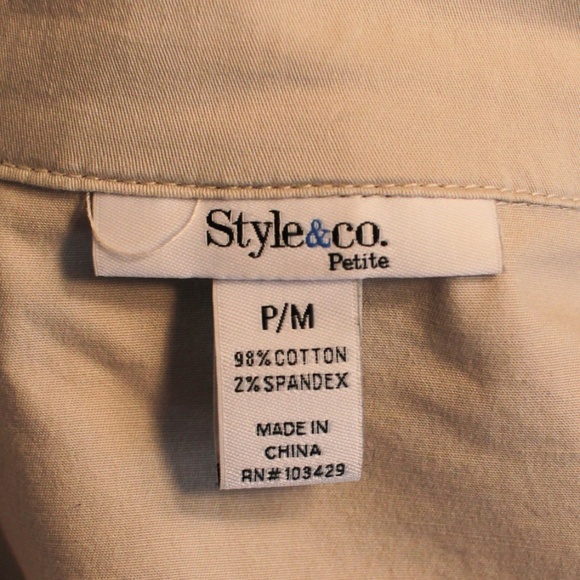 Style&co.
Petite
P/M
98%COTTON
2%SPANDEX
MADE IN
CHINA
RN#103429